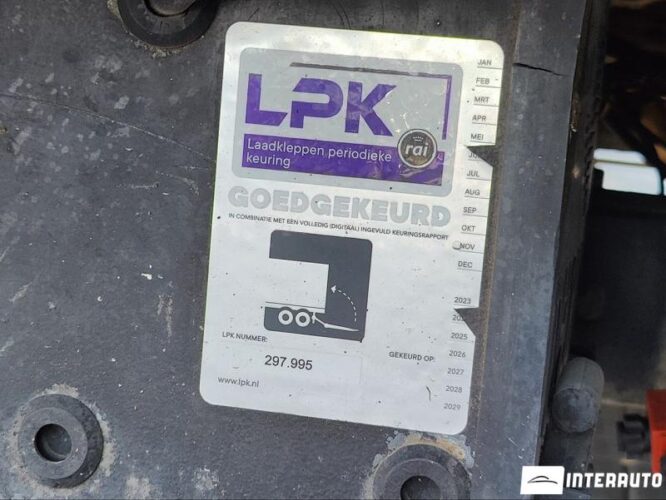 LPK
Laadkleppen periodieke
keuring
rai
GOEDGEKEURD
IN COMBINATIE MET EEN VOLLEDIG (DIGITAAL) INGEVULD KEURINGSRAPPORT
LPK NUMMER:
297.995
www.lpk.nl
GEKEURD OP:
JAN
FEB
MRT
APR
MEI
JUL
AUG
SEP
OKT
NOV
DEC
2023
2025
2026
2027
2028
2029
INTERAUTO